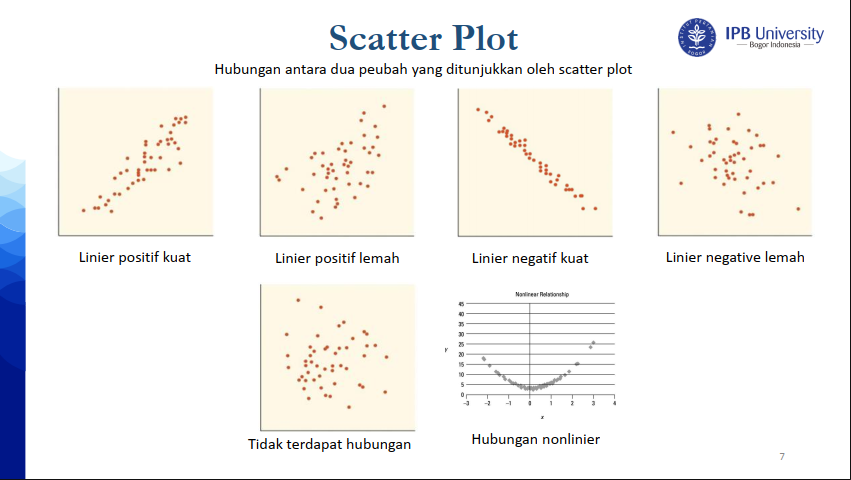 Scatter Plot
IPB University
Bogor Indonesia
Hubungan antara dua peubah yang ditunjukkan oleh scatter plot
Linier positif kuat
Linier positif lemah
Linier negatif kuat
Linier negative lemah
Nonlinear Relationship
45
40
35
30
25
20
15
10
5
0
y
-3 -2 -1 0 1 2 3 4
x
Tidak terdapat hubungan
Hubungan nonlinier
7